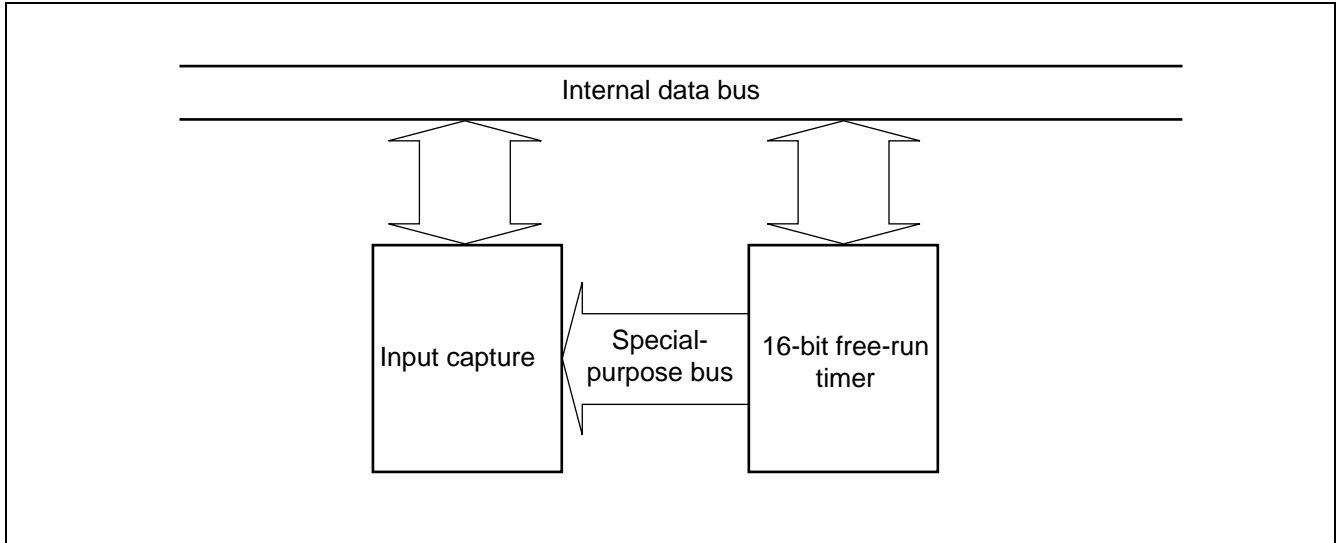 Internal data bus
Input capture
Special-
purpose bus
16-bit free-run
timer